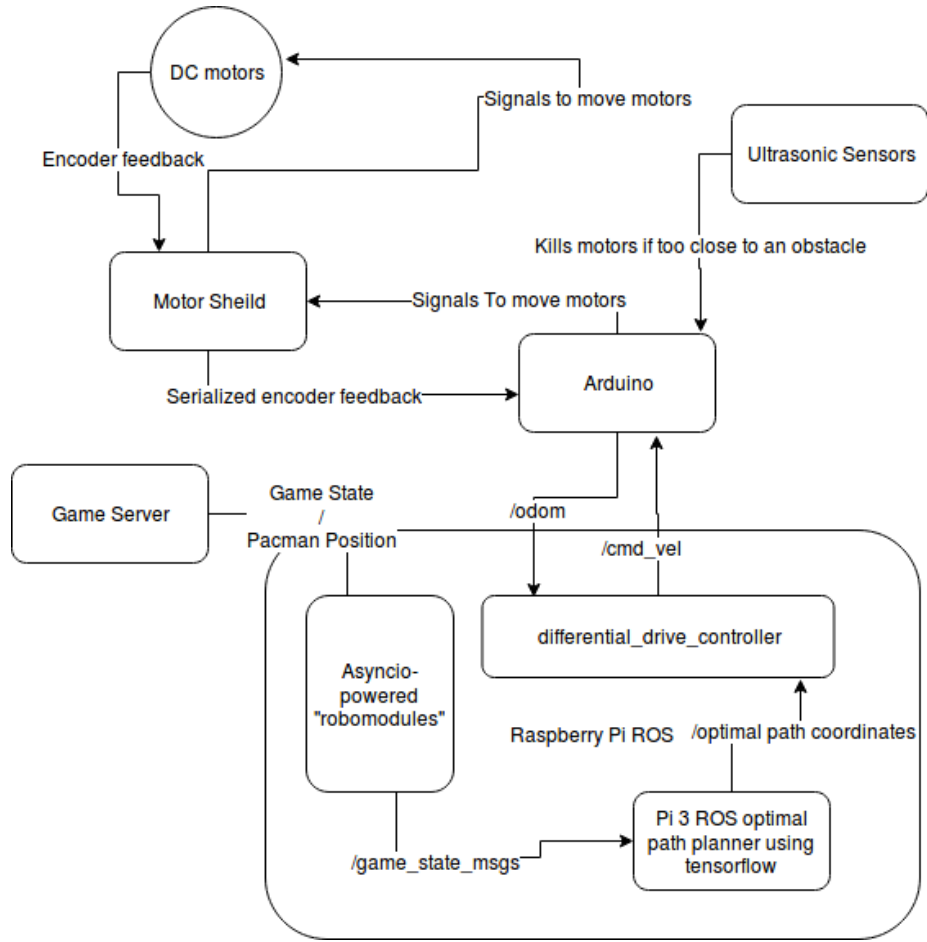 DC motors
Signals to move motors
Encoder feedback
Ultrasonic Sensors
Kills motors if too close to an obstacle
Motor Sheild
Signals To move motors
Arduino
Serialized encoder feedback
Game Server
Game State
/
Pacman Position
/odom
/cmd_vel
differential_drive_controller
Asyncio-
powered
"robomodules"
Raspberry Pi ROS
/optimal path coordinates
Pi 3 ROS optimal
path planner using
tensorflow
/game_state_msgs